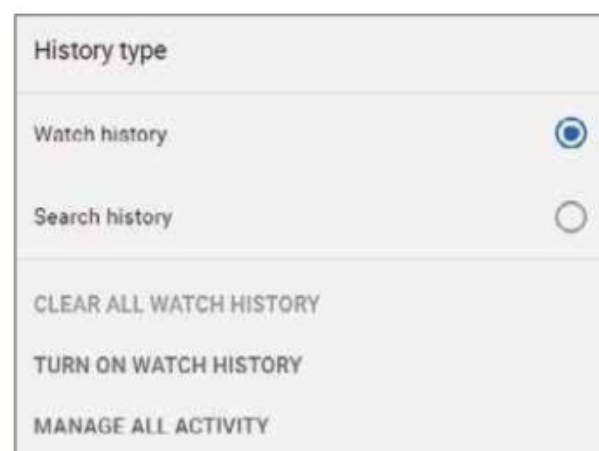 History type
Watch history
Search history
CLEAR ALL WATCH HISTORY
TURN ON WATCH HISTORY
MANAGE ALL ACTIVITY